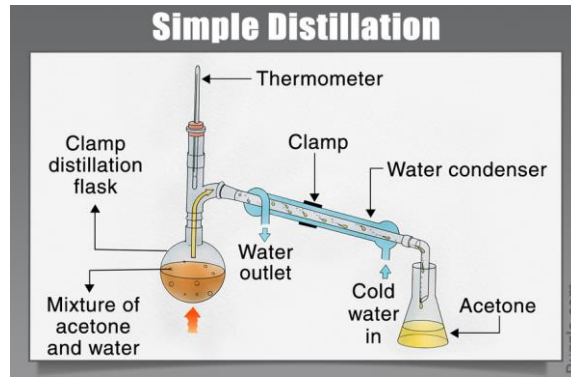 Simple Distillation
Thermometer
Clamp
distillation
flask
Clamp
Water condenser
Water
outlet
Mixture of
acetone
and water
Cold
water
in
Acetone